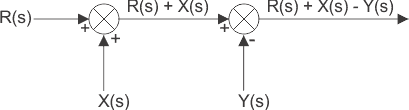 R(s) R(s) + X(s) R(s) + X(s) - Y(s)
+ + + -
X(s) Y(s)